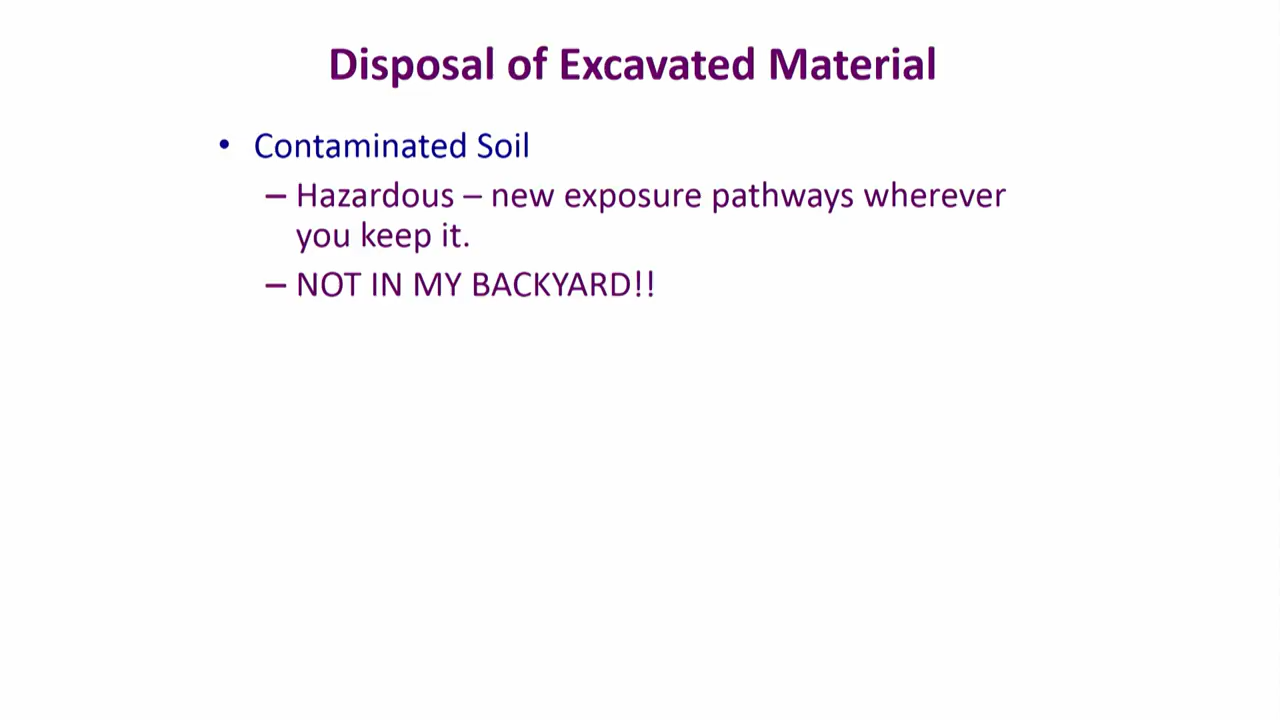 Disposal of Excavated Material
• Contaminated Soil
– Hazardous – new exposure pathways wherever
you keep it.
– NOT IN MY BACKYARD!!